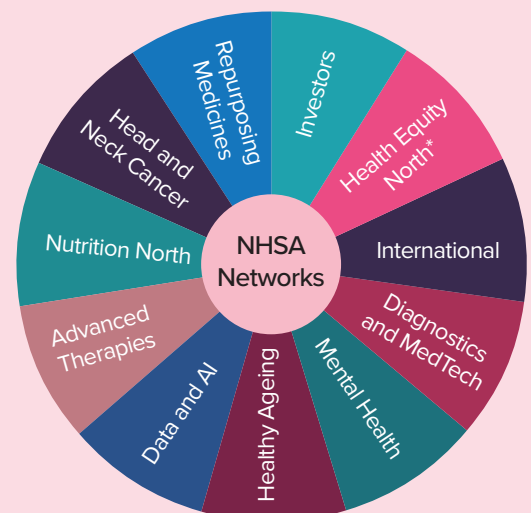 NHSA
Networks
Investors
Health Equity
North*
International
Diagnostics
and MedTech
Mental Health
Healthy Ageing
Data and AI
Advanced
Therapies
Nutrition North
Head and
Neck Cancer
Repurposing
Medicines